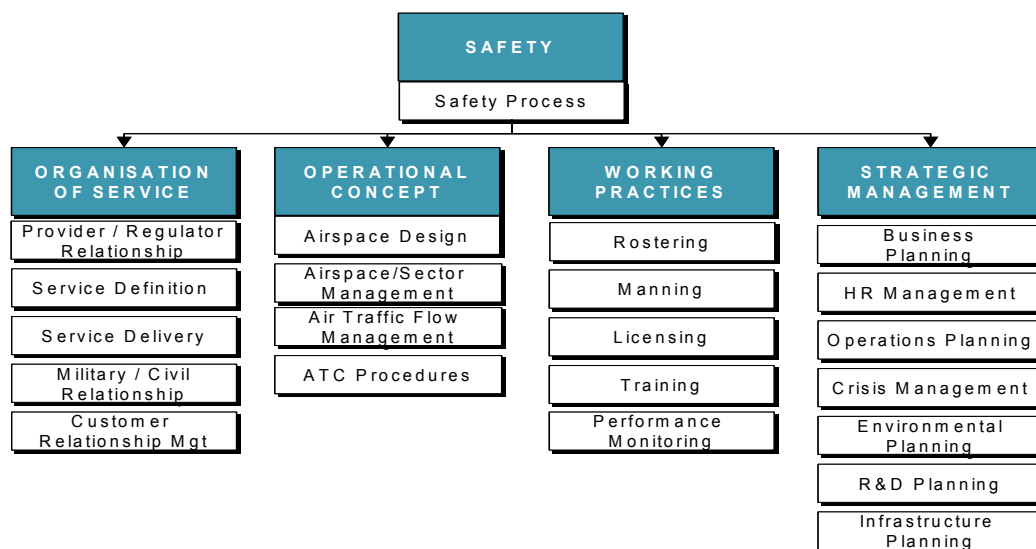 SAFETY
Safety Process
ORGANISATION
OF SERVICE
Provider / Regulator
Relationship
Service Definition
Service Delivery
Military / Civil
Relationship
Customer
Relationship Mgt
OPERATIONAL
CONCEPT
Airspace Design
Airspace/Sector
Management
Air Traffic Flow
Management
ATC Procedures
WORKING
PRACTICES
Rostering
Manning
Licensing
Training
Performance
Monitoring
STRATEGIC
MANAGEMENT
Business
Planning
HR Management
Operations Planning
Crisis Management
Environmental
Planning
R&D Planning
Infrastructure
Planning